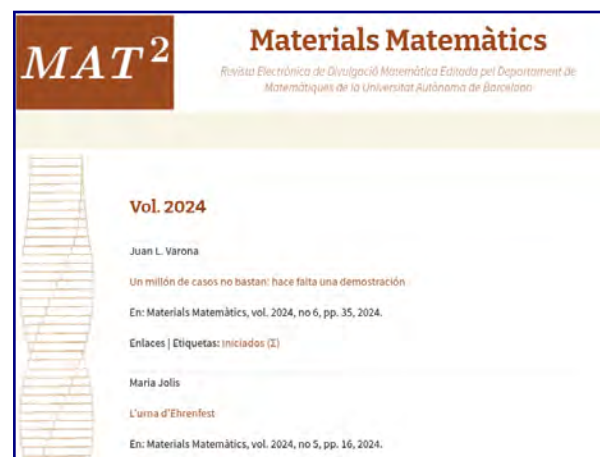 MAT²
Materials Matemàtics
Revista Electrònica de Divulgació Matemàtica Editada pel Departament de
Matemàtiques de la Universitat Autònoma de Barcelona
Vol. 2024
Juan L. Varona
Un millón de casos no bastan: hace falta una demostración
En: Materials Matemàtics, vol. 2024, no 6, pp. 35, 2024.
Enlaces | Etiquetas: Iniciados (Σ)
Maria Jolis
L'urna d'Ehrenfest
En: Materials Matemàtics, vol. 2024, no 5, pp. 16, 2024.